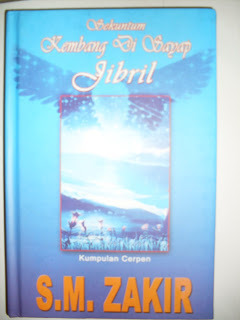 Sekuntum
Kembang Di Sayap
Jibril
Kumpulan Cerpen
S.M. ZAKIR